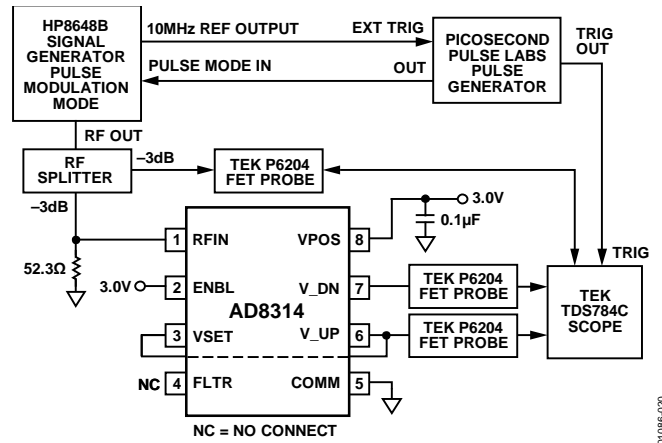 HP8648B
SIGNAL
GENERATOR
PULSE
MODULATION
MODE
10MHz REF OUTPUT
EXT TRIG
PULSE MODE IN
OUT
PICOSECOND
PULSE LABS
PULSE
GENERATOR
TRIG
OUT
RF OUT
RF
SPLITTER
–3dB
–3dB
TEK P6204
FET PROBE
3.0V
0.1µF
52.3Ω
3.0V
1 RFIN
VPOS 8
2 ENBL
V_DN 7
AD8314
3 VSET
V_UP 6
NC 4 FLTR
COMM 5
TEK P6204
FET PROBE
TEK P6204
FET PROBE
TRIG
TEK
TDS784C
SCOPE
NC = NO CONNECT
01086-020